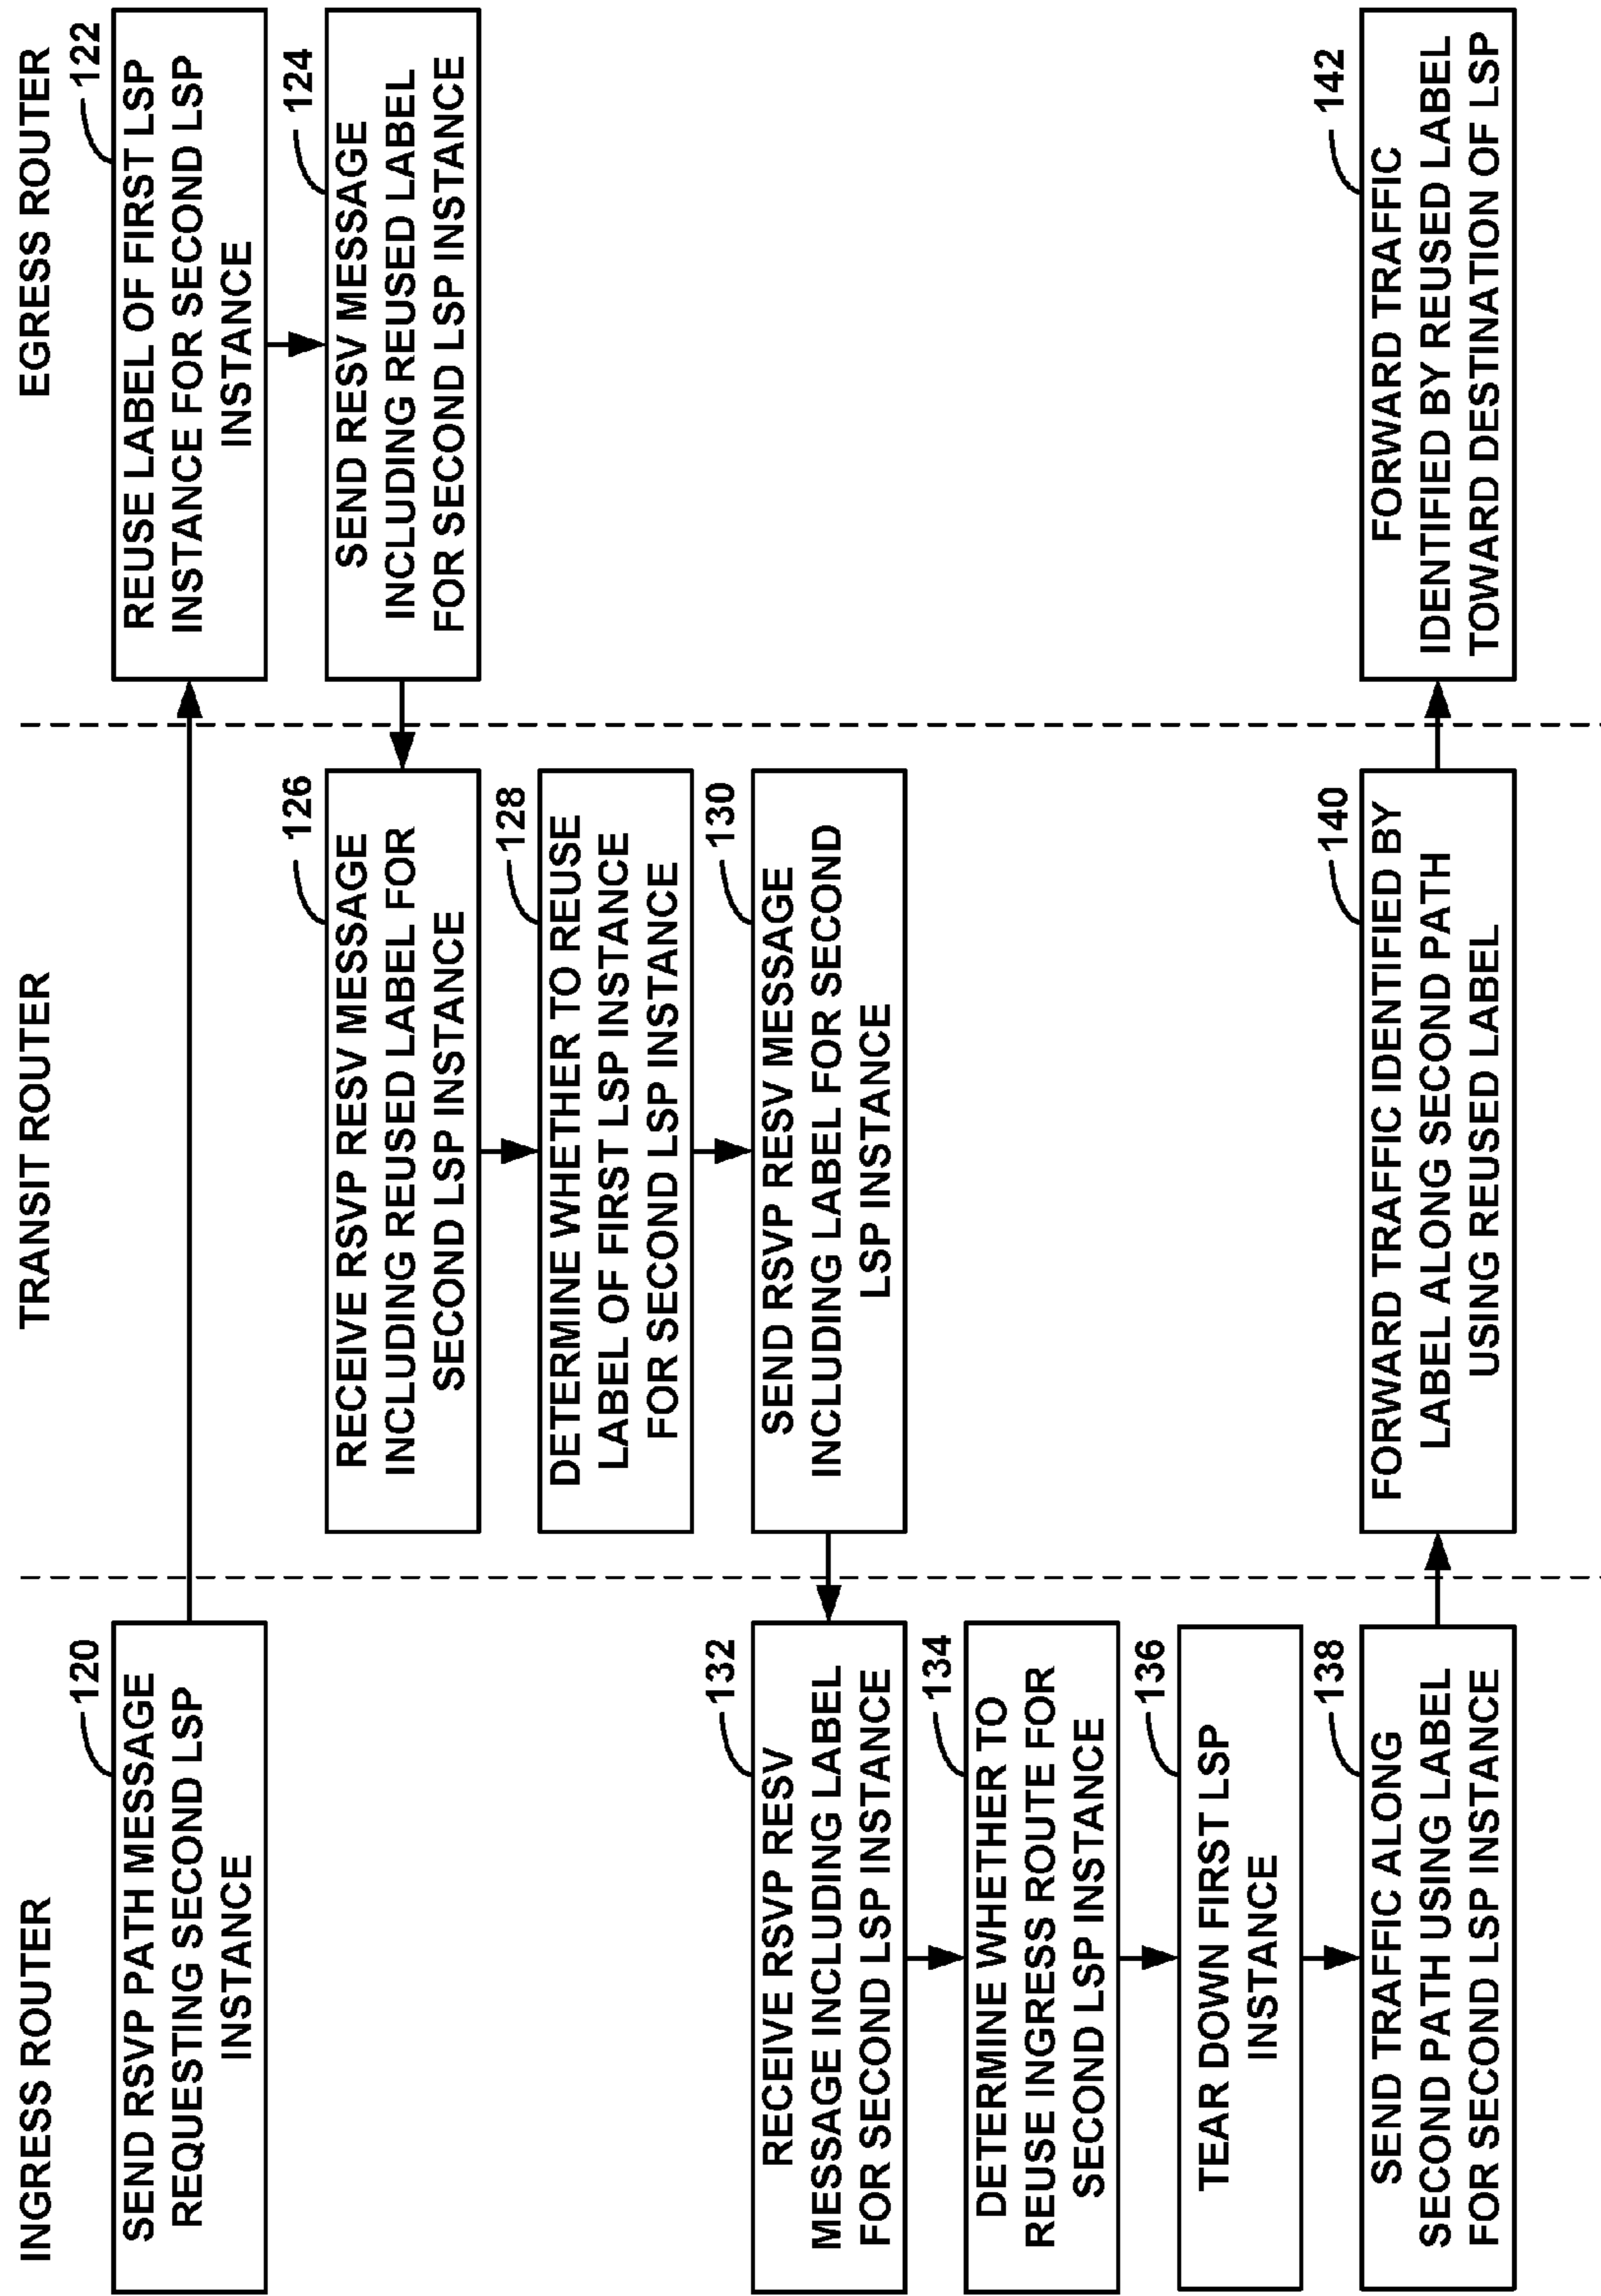 INGRESS ROUTER
TRANSIT ROUTER
EGRESS ROUTER
120
SEND RSVP PATH MESSAGE
REQUESTING SECOND LSP
INSTANCE
122
REUSE LABEL OF FIRST LSP
INSTANCE FOR SECOND LSP
INSTANCE
124
SEND RESV MESSAGE
INCLUDING REUSED LABEL
FOR SECOND LSP INSTANCE
126
RECEIVE RSVP RESV MESSAGE
INCLUDING REUSED LABEL FOR
SECOND LSP INSTANCE
128
DETERMINE WHETHER TO REUSE
LABEL OF FIRST LSP INSTANCE
FOR SECOND LSP INSTANCE
130
SEND RSVP RESV MESSAGE
INCLUDING LABEL FOR SECOND
LSP INSTANCE
132
RECEIVE RSVP RESV
MESSAGE INCLUDING LABEL
FOR SECOND LSP INSTANCE
134
DETERMINE WHETHER TO
REUSE INGRESS ROUTE FOR
SECOND LSP INSTANCE
136
TEAR DOWN FIRST LSP
INSTANCE
138
SEND TRAFFIC ALONG
SECOND PATH USING LABEL
FOR SECOND LSP INSTANCE
140
FORWARD TRAFFIC IDENTIFIED BY
LABEL ALONG SECOND PATH
USING REUSED LABEL
142
FORWARD TRAFFIC
IDENTIFIED BY REUSED LABEL
TOWARD DESTINATION OF LSP